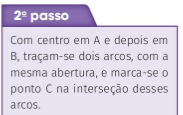 2º passo
Com centro em A e depois em
B, traçam-se dois arcos, com a
mesma abertura, e marca-se o
ponto C na interseção desses
arcos.